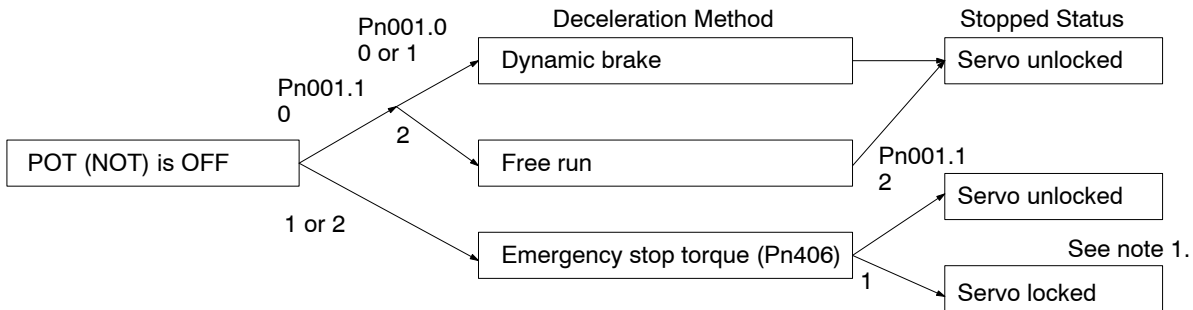 Deceleration Method
Stopped Status
Pn001.0
0 or 1
Dynamic brake
Servo unlocked
Pn001.1
0
2
POT (NOT) is OFF
Free run
Pn001.1
2
Servo unlocked
1 or 2
Emergency stop torque (Pn406)
See note 1.
1
Servo locked